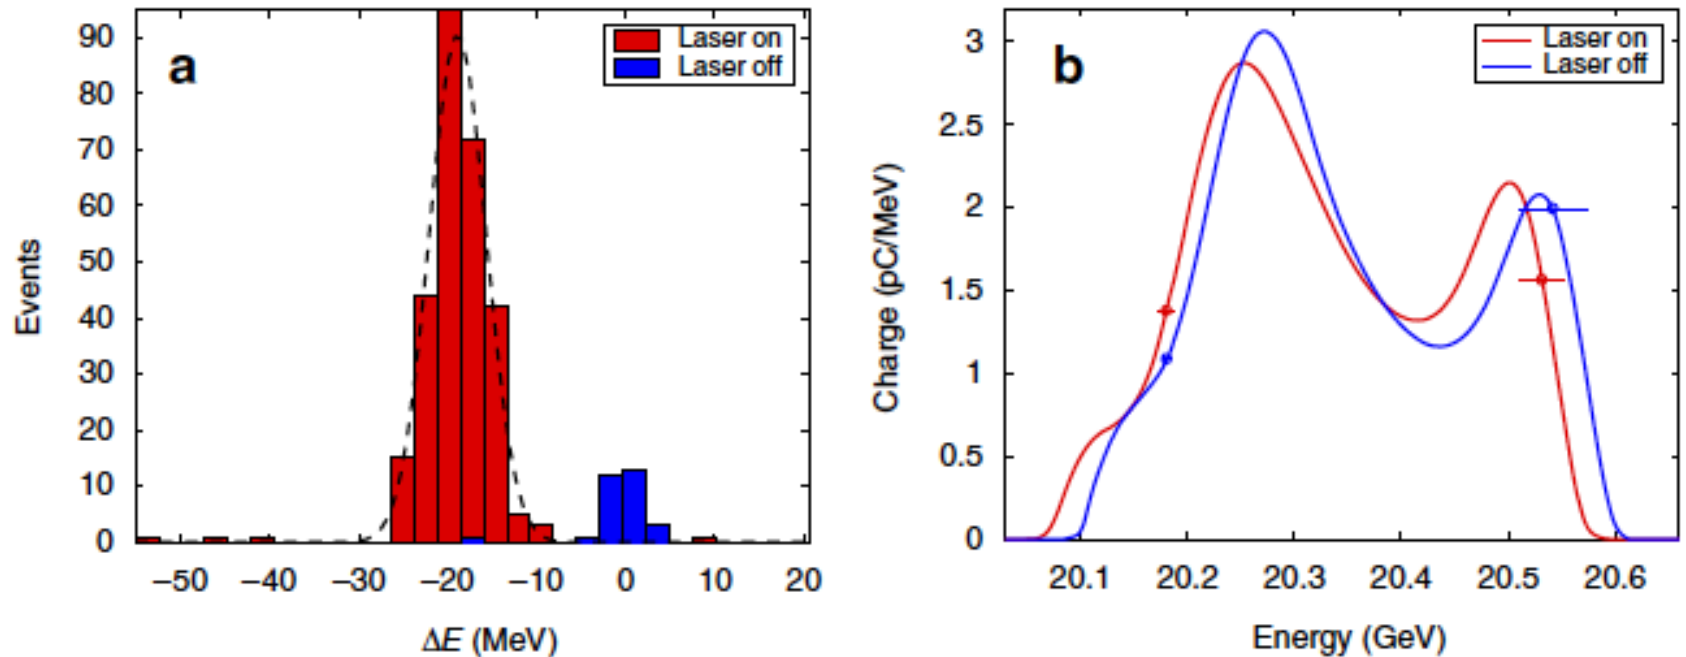 a
Laser on
Laser off
90
80
70
60
50
40
30
20
10
0
Events
–50 –40 –30 –20 –10 0 10 20
ΔE (MeV)
b
Laser on
Laser off
3
2.5
2
1.5
1
0.5
0
Charge (pC/MeV)
20.1 20.2 20.3 20.4 20.5 20.6
Energy (GeV)